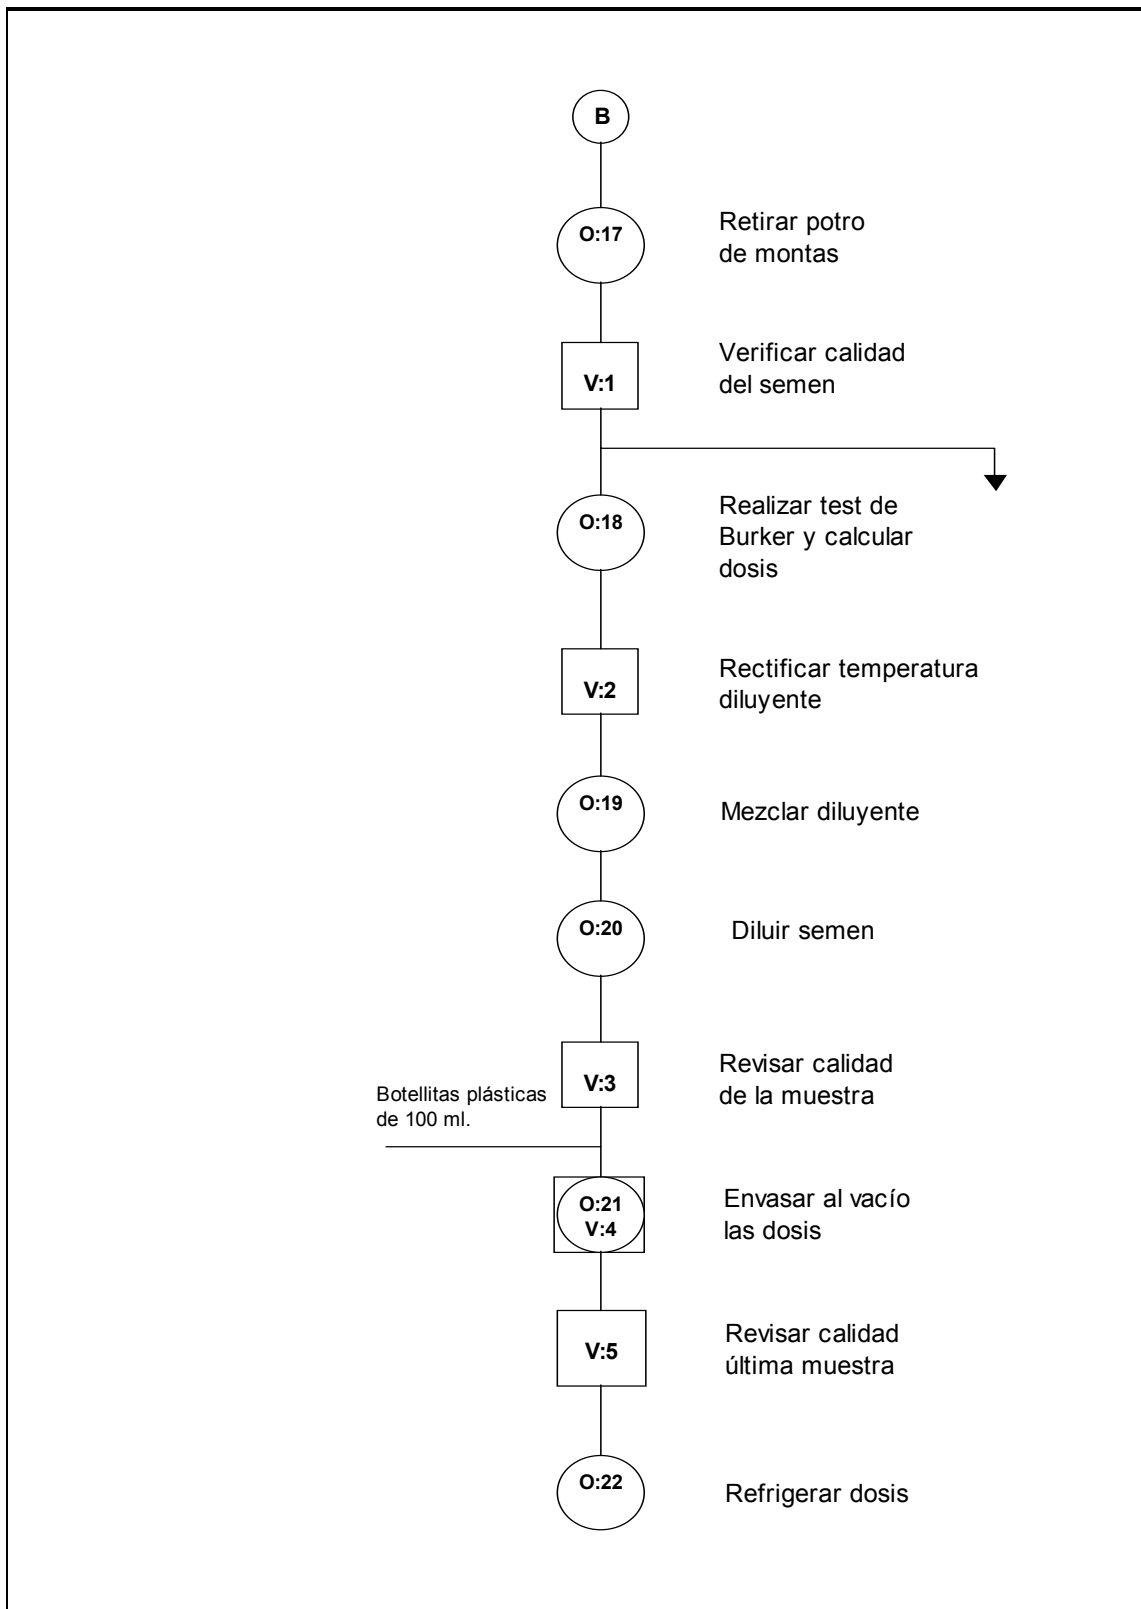 B
O:17
Retirar potro
de montas
V:1
Verificar calidad
del semen
O:18
Realizar test de
Burker y calcular
dosis
V:2
Rectificar temperatura
diluyente
O:19
Mezclar diluyente
O:20
Diluir semen
V:3
Revisar calidad
de la muestra
Botellitas plásticas
de 100 ml.
O:21
V:4
Envasar al vacío
las dosis
V:5
Revisar calidad
última muestra
O:22
Refrigerar dosis